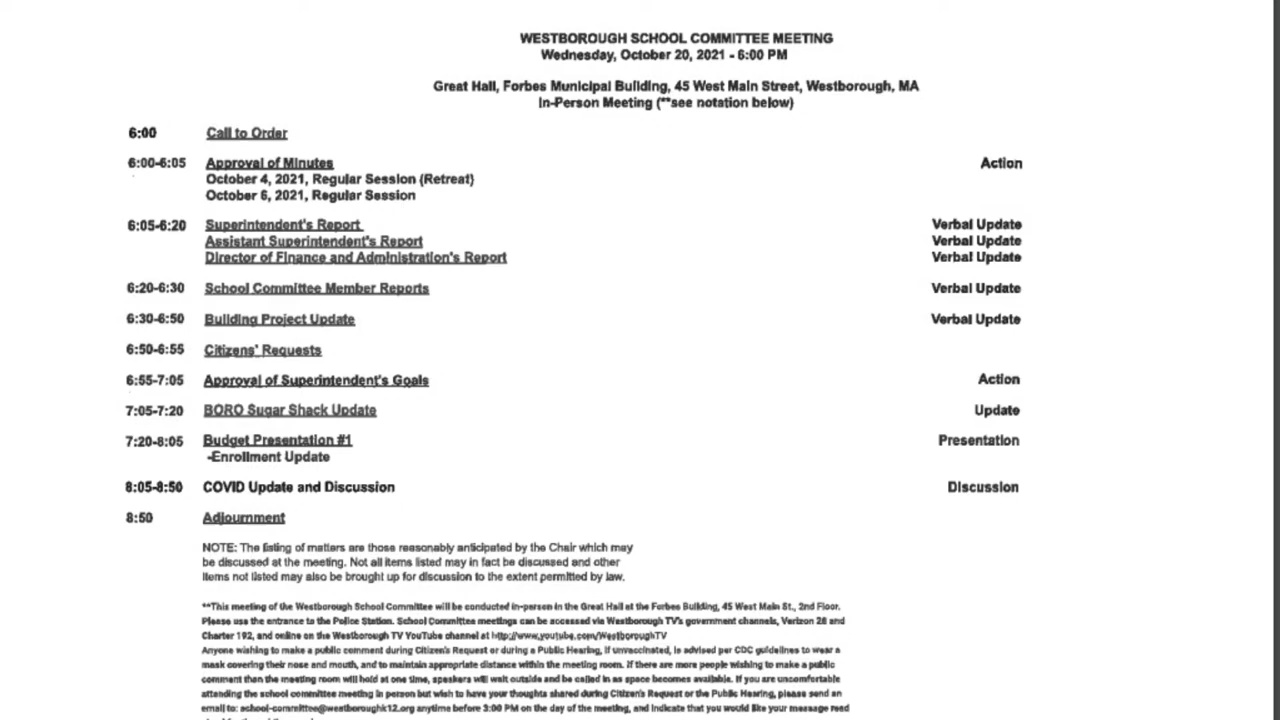 WESTBOROUGH SCHOOL COMMITTEE MEETING
Wednesday, October 20, 2021 - 6:00 PM
Great Hall, Forbes Municipal Building, 45 West Main Street, Westborough, MA
In-Person Meeting (**see notation below)
6:00 Call to Order
6:00-6:05 Approval of Minutes Action
October 4, 2021, Regular Session (Retreat)
October 6, 2021, Regular Session
6:05-6:20 Superintendent's Report Verbal Update
Assistant Superintendent's Report Verbal Update
Director of Finance and Administration's Report Verbal Update
6:20-6:30 School Committee Member Reports Verbal Update
6:30-6:50 Building Project Update Verbal Update
6:50-6:55 Citizens' Requests
6:55-7:05 Approval of Superintendent's Goals Action
7:05-7:20 BORO Sugar Shack Update Update
7:20-8:05 Budget Presentation #1 Presentation
-Enrollment Update
8:05-8:50 COVID Update and Discussion Discussion
8:50 Adjournment
NOTE: The listing of matters are those reasonably anticipated by the Chair which may
be discussed at the meeting. Not all items listed may in fact be discussed and other
items not listed may also be brought up for discussion to the extent permitted by law.
**This meeting of the Westborough School Committee will be conducted in-person in the Great Hall at the Forbes Building, 45 West Main St., 2nd Floor.
Please use the entrance to the Police Station. School Committee meetings can be accessed via Westborough TV's government channels, Verizon 28 and
Charter 192, and online on the Westborough TV YouTube channel at http://www.youtube.com/WestboroughTV
Anyone wishing to make a public comment during Citizen's Request or during a Public Hearing, if unvaccinated, is advised per CDC guidelines to wear a
mask covering their nose and mouth, and to maintain appropriate distance within the meeting room. If there are more people wishing to make a public
comment than the meeting room will hold at one time, speakers will wait outside and be called in as space becomes available. If you are uncomfortable
attending the school committee meeting in person but wish to have your thoughts shared during Citizen's Request or the Public Hearing, please send an
email to: school-committee@westboroughk12.org anytime before 3:00 PM on the day of the meeting, and indicate that you would like your message read